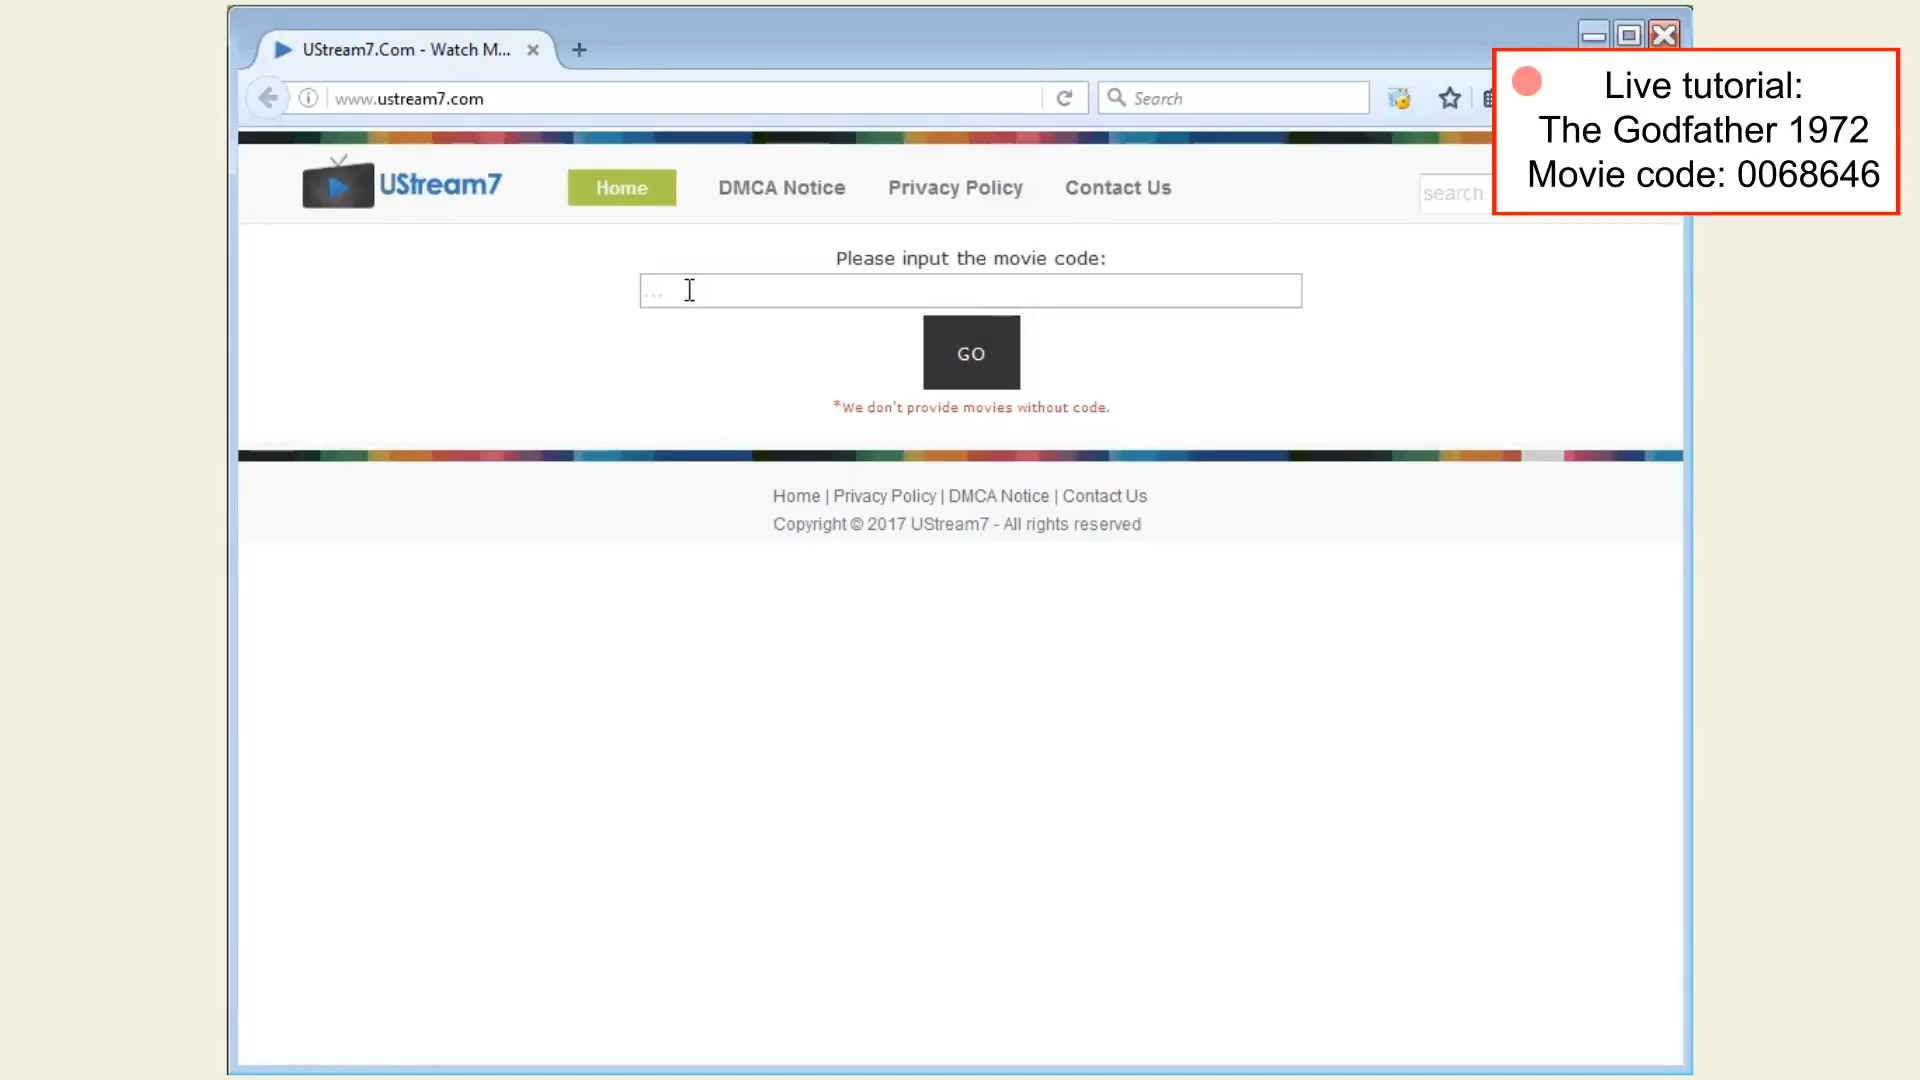 UStream7.Com - Watch M...
www.ustream7.com
Search
Live tutorial:
The Godfather 1972
Movie code: 0068646
UStream7
Home
DMCA Notice
Privacy Policy
Contact Us
search
Please input the movie code:
...
GO
*We don't provide movies without code.
Home | Privacy Policy | DMCA Notice | Contact Us
Copyright © 2017 UStream7 - All rights reserved